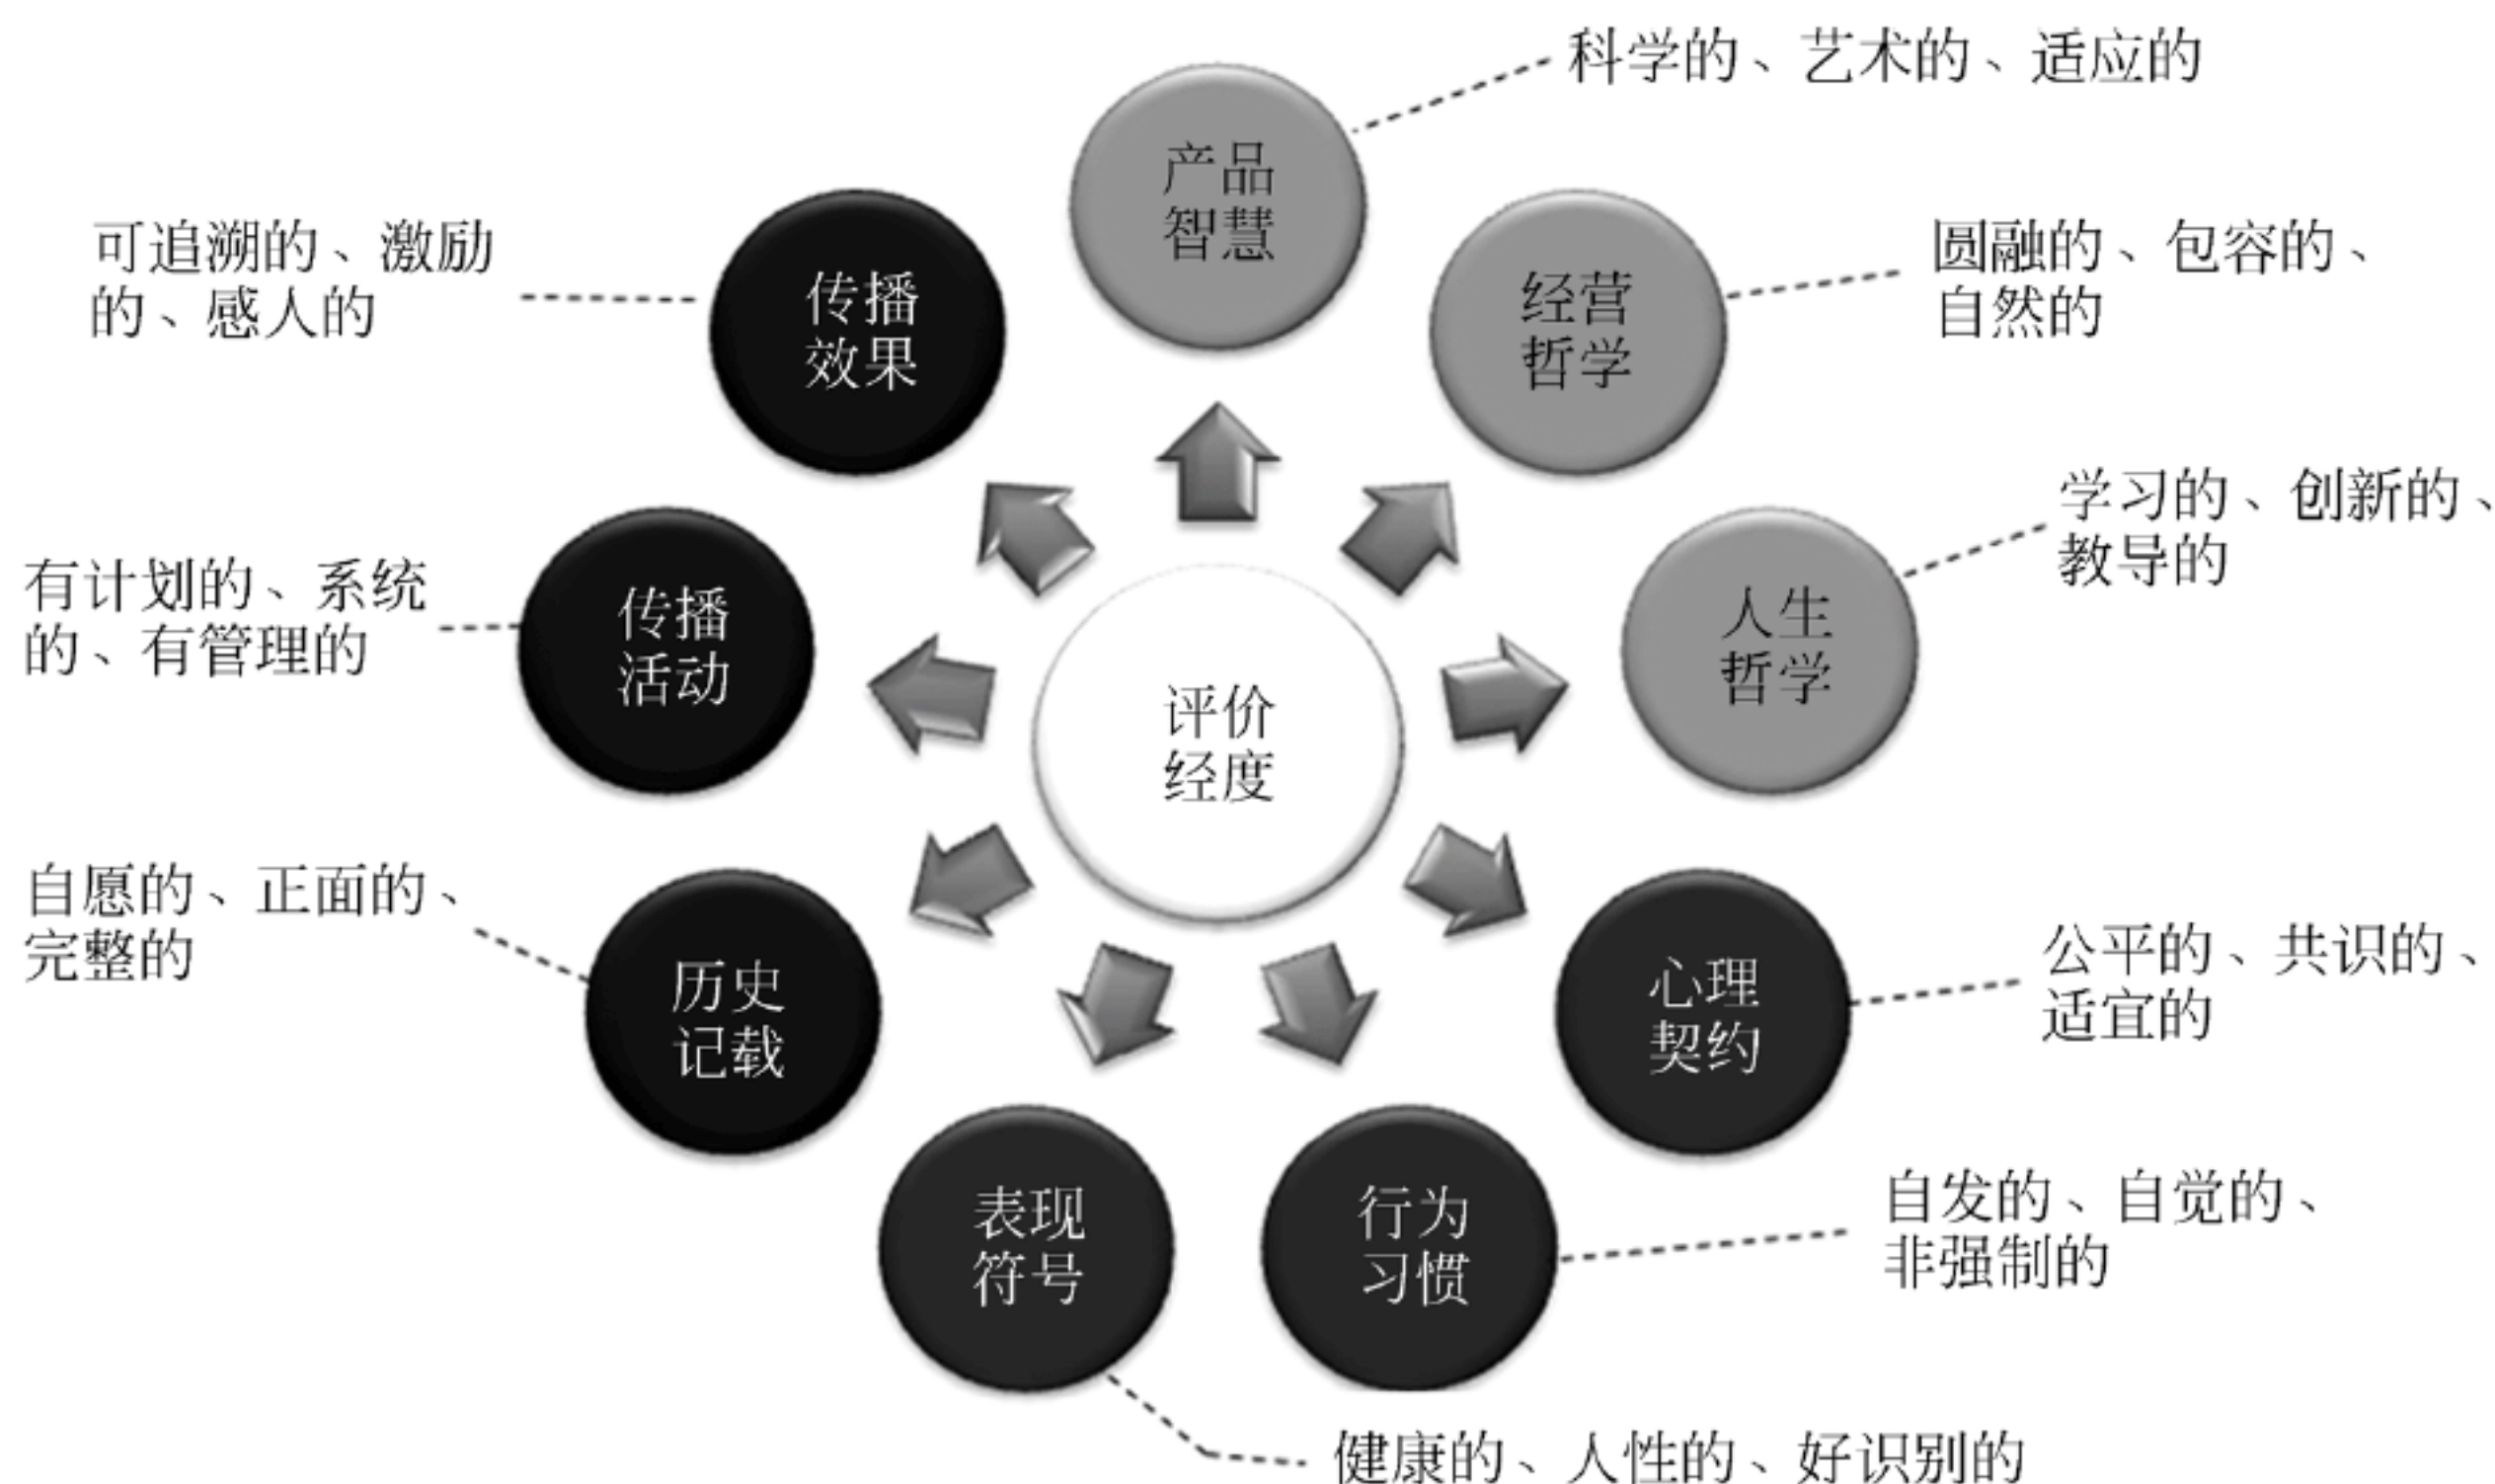 科学的、艺术的、适应的
产品
智慧
圆融的、包容的、
自然的
经营
哲学
学习的、创新的、
教导的
人生
哲学
公平的、共识的、
适宜的
心理
契约
自发的、自觉的、
非强制的
行为
习惯
健康的、人性的、好识别的
表现
符号
自愿的、正面的、
完整的
历史
记载
有计划的、系统
的、有管理的
传播
活动
可追溯的、激励
的、感人的
传播
效果
评价
经度